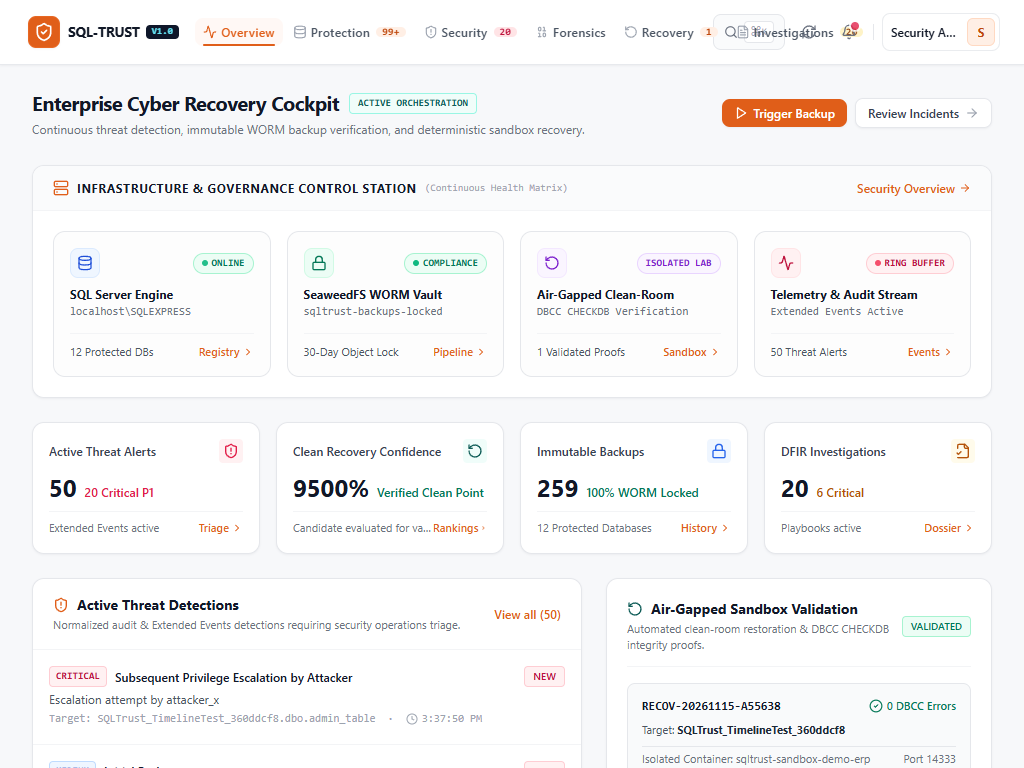 SQL-TRUST V1.0 Overview Protection 99+ Security 20 Forensics Recovery 1 Investigations Security A... S
Enterprise Cyber Recovery Cockpit ACTIVE ORCHESTRATION
Continuous threat detection, immutable WORM backup verification, and deterministic sandbox recovery.
Trigger Backup Review Incidents
INFRASTRUCTURE & GOVERNANCE CONTROL STATION (Continuous Health Matrix) Security Overview
ONLINE
SQL Server Engine
localhost\SQLEXPRESS
12 Protected DBs Registry
COMPLIANCE
SeaweedFS WORM Vault
sqltrust-backups-locked
30-Day Object Lock Pipeline
ISOLATED LAB
Air-Gapped Clean-Room
DBCC CHECKDB Verification
1 Validated Proofs Sandbox
RING BUFFER
Telemetry & Audit Stream
Extended Events Active
50 Threat Alerts Events
Active Threat Alerts
50 20 Critical P1
Extended Events active Triage
Clean Recovery Confidence
9500% Verified Clean Point
Candidate evaluated for va... Rankings
Immutable Backups
259 100% WORM Locked
12 Protected Databases History
DFIR Investigations
20 6 Critical
Playbooks active Dossier
Active Threat Detections
Normalized audit & Extended Events detections requiring security operations triage.
View all (50)
CRITICAL Subsequent Privilege Escalation by Attacker NEW
Escalation attempt by attacker_x
Target: SQLTrust_TimelineTest_360ddcf8.dbo.admin_table · 3:37:50 PM
Air-Gapped Sandbox Validation
Automated clean-room restoration & DBCC CHECKDB
integrity proofs.
VALIDATED
RECOV-20261115-A55638 0 DBCC Errors
Target: SQLTrust_TimelineTest_360ddcf8
Isolated Container: sqltrust-sandbox-demo-erp Port 14333